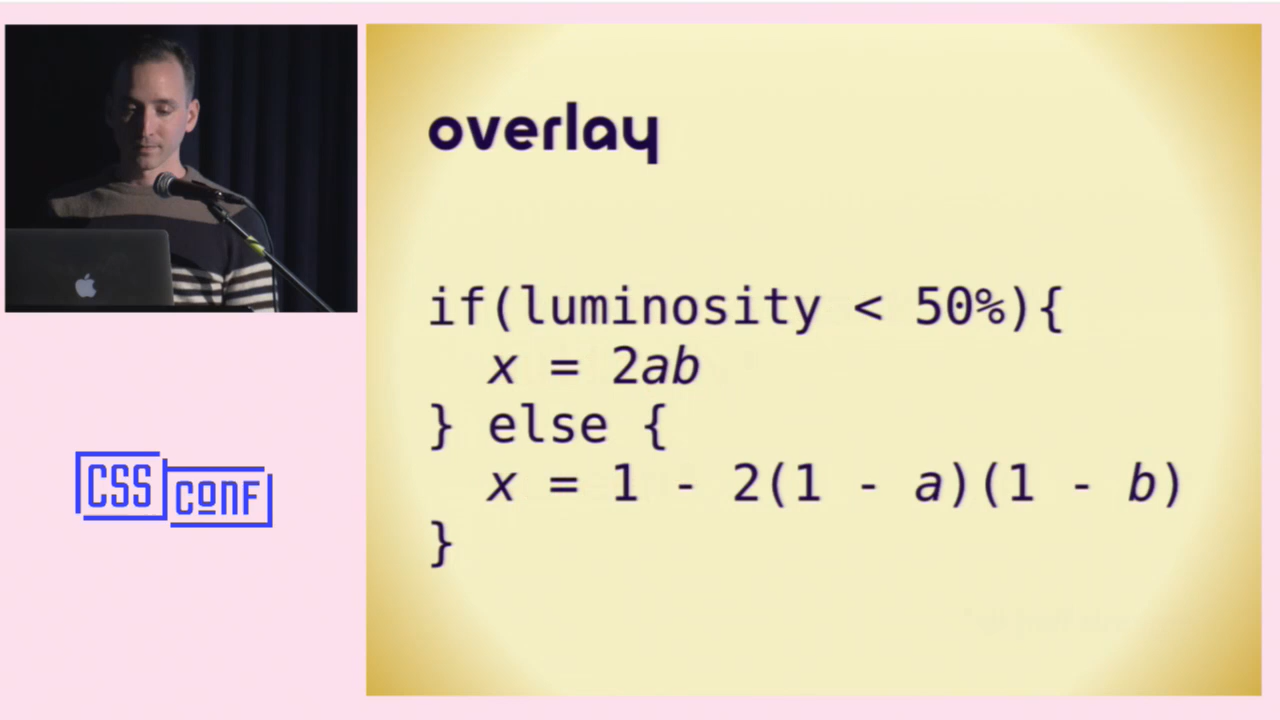 overlay
if(luminosity < 50%){
x = 2ab
} else {
x = 1 - 2(1 - a)(1 - b)
}
CSS
CONF